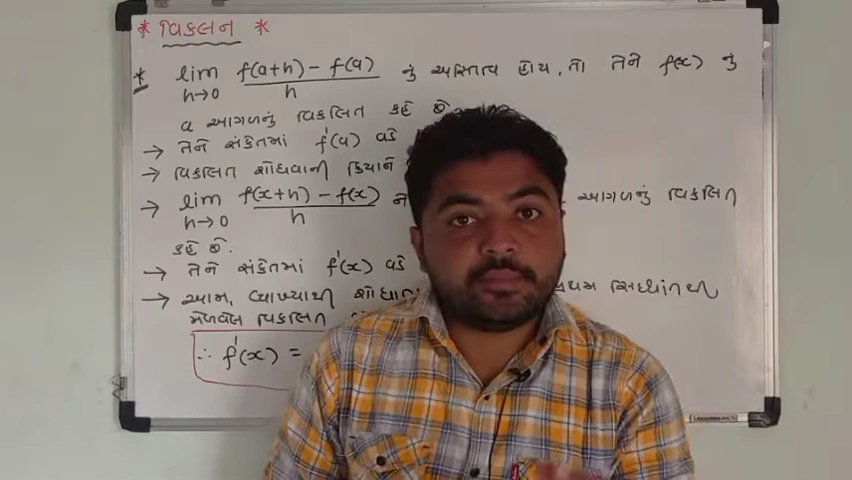 * વિકલન *
* lim h→0 f(a+h) - f(a) / h નું અસ્તિત્વ હોય, તો તેને f(x) નું
a આગળનું વિકલિત કહે છે.
→ તેને સંકેતમાં f'(a) વડે
→ વિકલિત શોધવાની ક્રિયાને
→ lim h→0 f(x+h) - f(x) / h ને આગળનું વિકલિત
કહે છે.
→ તેને સંકેતમાં f'(x) વડે
→ આમ, વ્યાખ્યાથી શોધાતા પ્રથમ સિધ્ધાંતથી
મેળવેલ વિકલિત
∴ f'(x) =